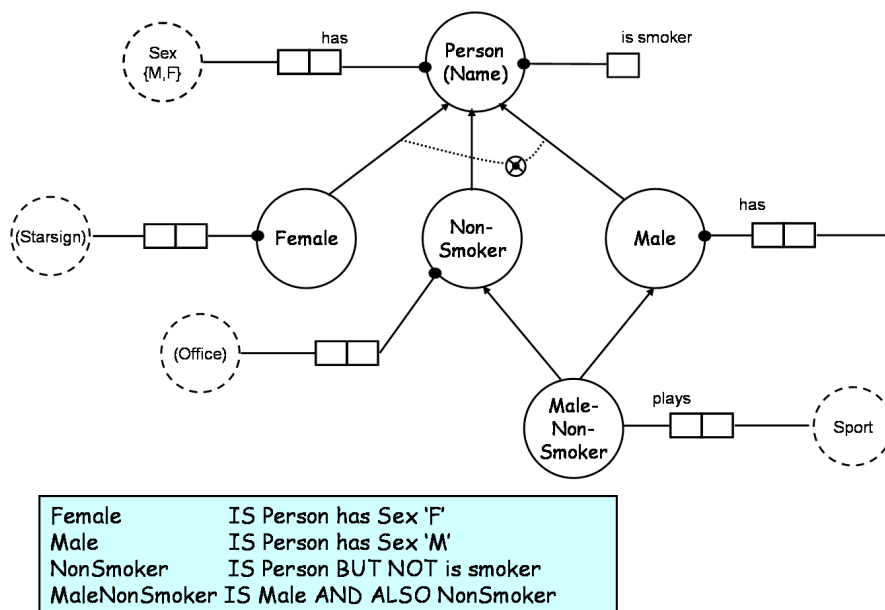 has
Sex
{M,F}
Person
(Name)
is smoker
(Starsign)
Female
Non-
Smoker
Male
has
(Office)
Male-
Non-
Smoker
plays
Sport
Female IS Person has Sex ‘F’
Male IS Person has Sex ‘M’
NonSmoker IS Person BUT NOT is smoker
MaleNonSmoker IS Male AND ALSO NonSmoker